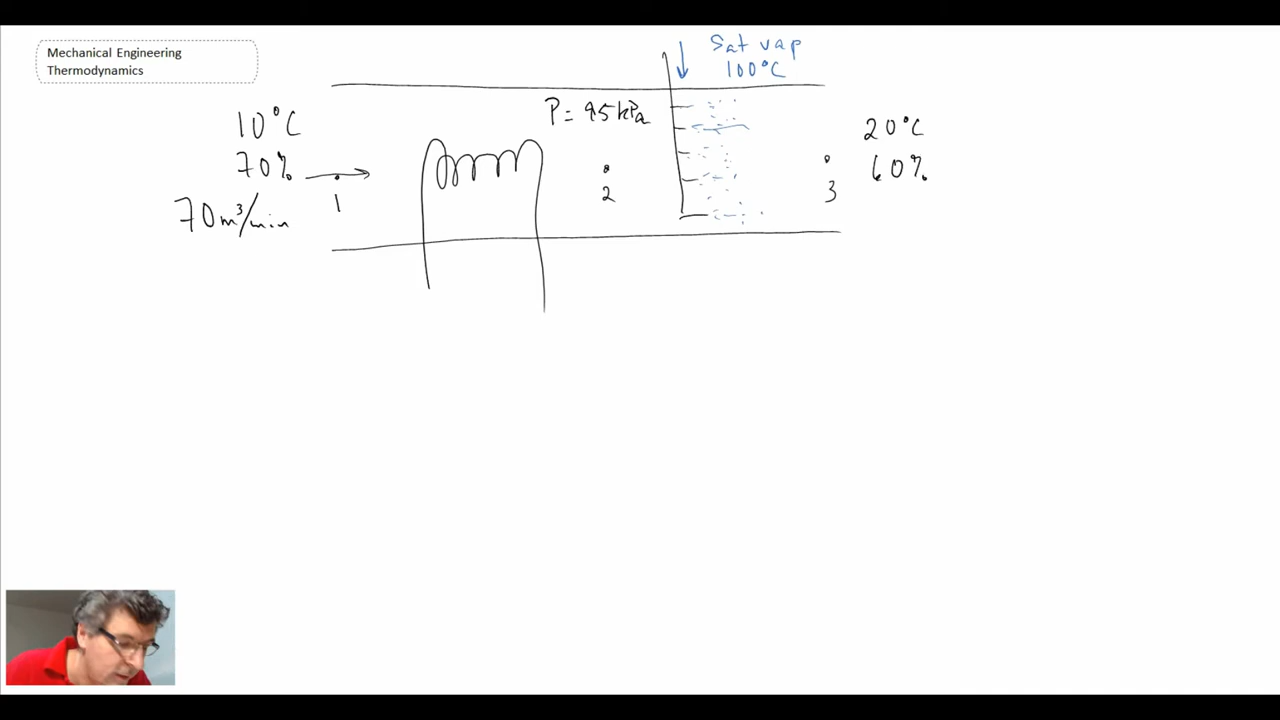 Mechanical Engineering
Thermodynamics
Sat vap
100°C
P = 95 kPa
10°C
70%
70 m³/min
1
2
3
20°C
60%